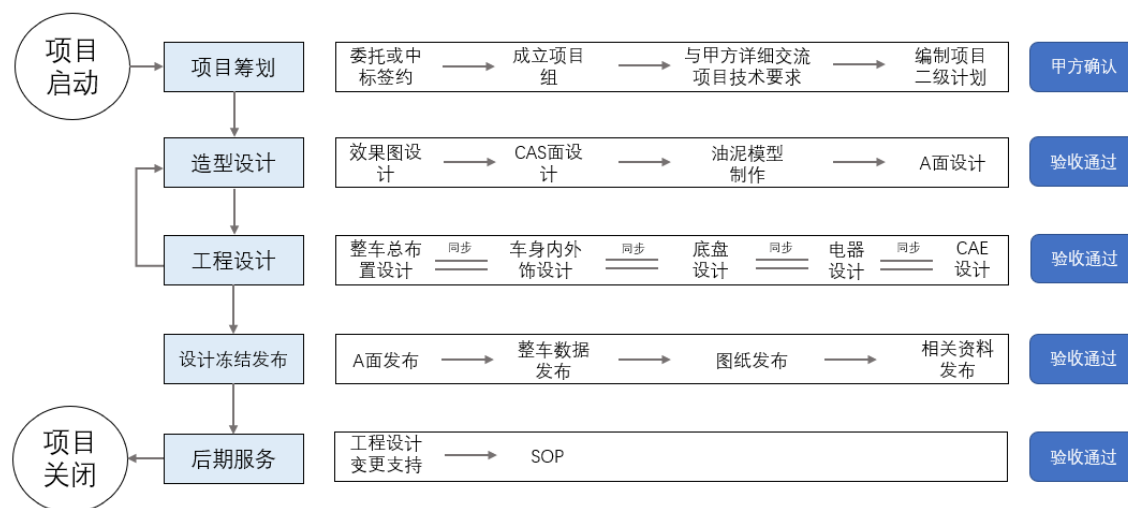 项目
启动
项目筹划
委托或中
标签约
成立项目
组
与甲方详细交流
项目技术要求
编制项目
二级计划
甲方确认
造型设计
效果图设
计
CAS面设
计
油泥模型
制作
A面设计
验收通过
工程设计
整车总布
置设计
同步
车身内外
饰设计
同步
底盘
设计
同步
电器
设计
同步
CAE
设计
验收通过
设计冻结发布
A面发布
整车数据
发布
图纸发布
相关资料
发布
验收通过
项目
关闭
后期服务
工程设计
变更支持
SOP
验收通过